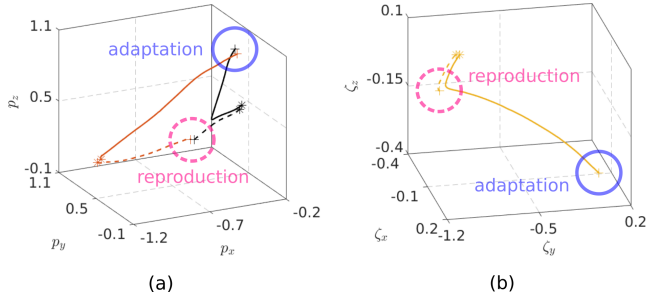 1.1
adaptation
p_z
0.5
-0.1
1.1
reproduction
0.5
-0.1
-1.2
-0.7
-0.2
p_y
p_x
(a)
0.1
ζ_z
-0.15
reproduction
-0.4
-0.4
adaptation
-0.1
0.2
-1.2
-0.5
0.2
ζ_x
ζ_y
(b)